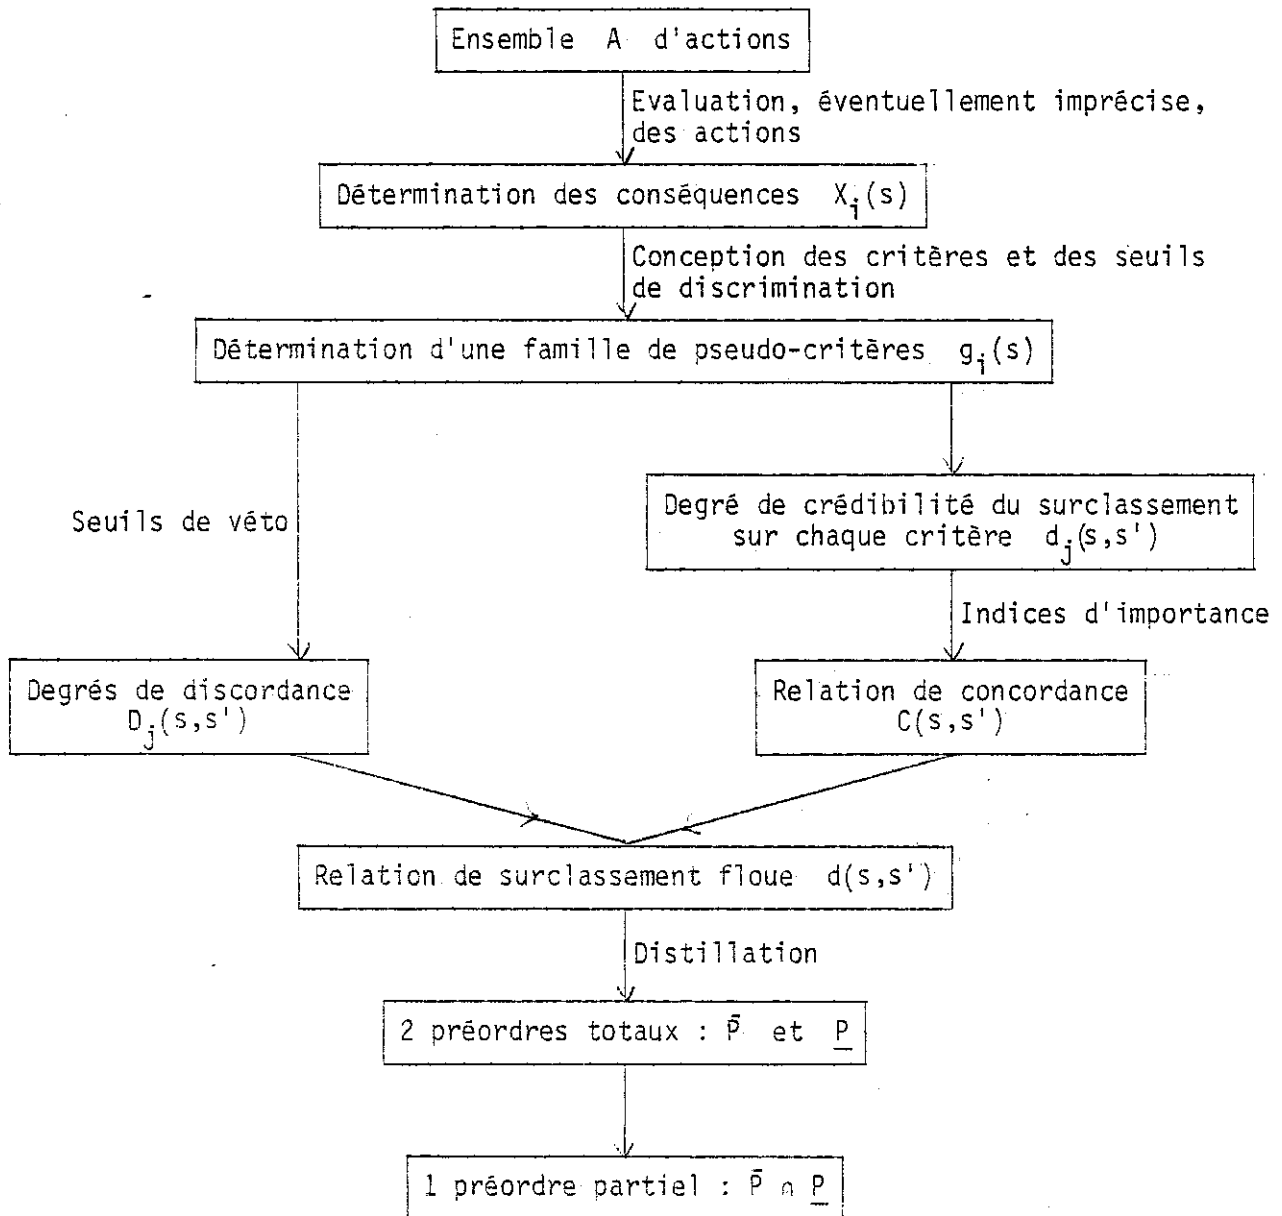 Ensemble A d'actions
Evaluation, éventuellement imprécise,
des actions
Détermination des conséquences X_i(s)
Conception des critères et des seuils
de discrimination
Détermination d'une famille de pseudo-critères g_i(s)
Seuils de véto
Degré de crédibilité du surclassement
sur chaque critère d_j(s,s')
Indices d'importance
Degrés de discordance
D_j(s,s')
Relation de concordance
C(s,s')
Relation de surclassement floue d(s,s')
Distillation
2 préordres totaux : P̄ et P̲
1 préordre partiel : P̄ ∩ P̲